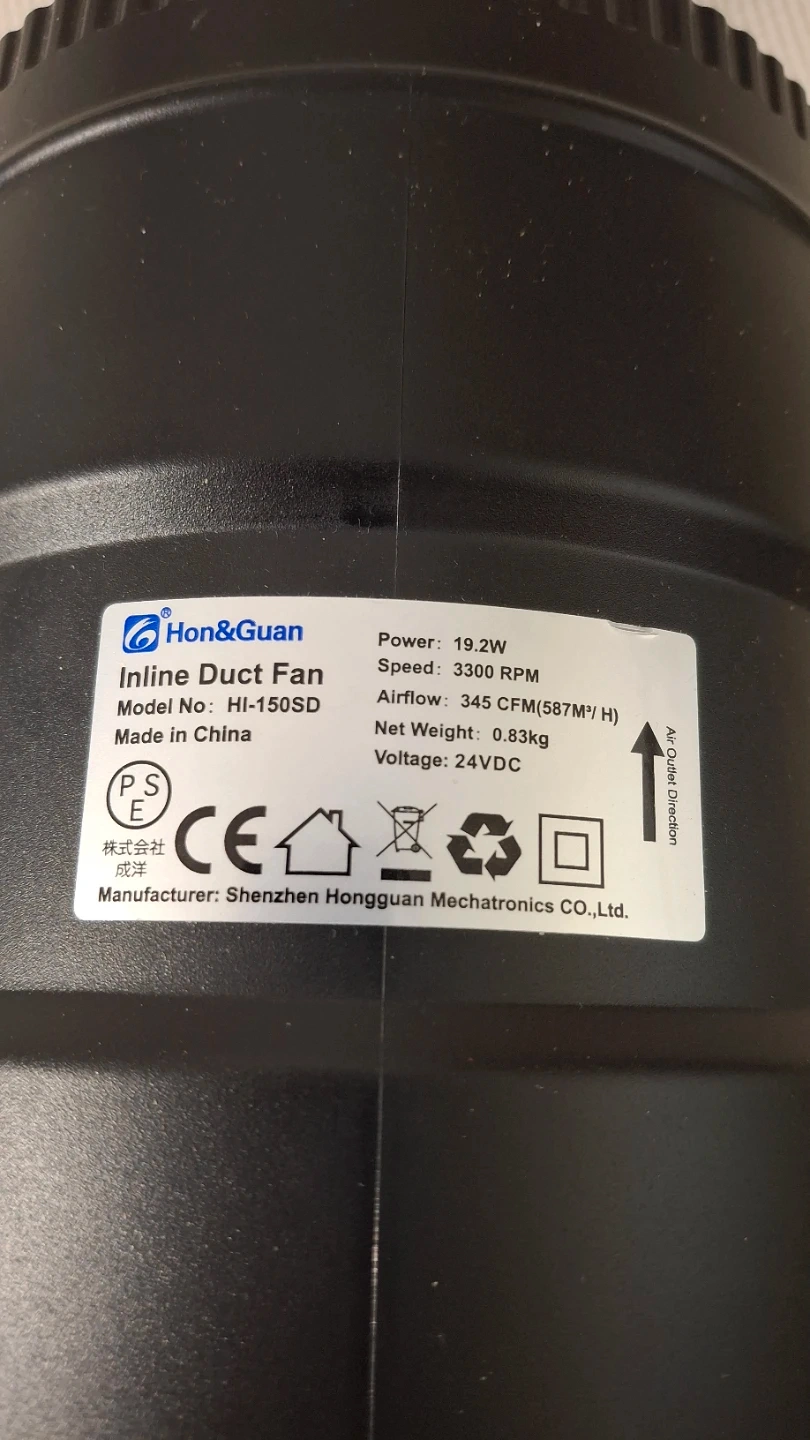 Hon&Guan®
Inline Duct Fan
Model No: HI-150SD
Made in China
Power: 19.2W
Speed: 3300 RPM
Airflow: 345 CFM(587M³/ H)
Net Weight: 0.83kg
Voltage: 24VDC
Air Outlet Direction
P S
E
株式会社
成洋
CE
Manufacturer: Shenzhen Hongguan Mechatronics CO.,Ltd.